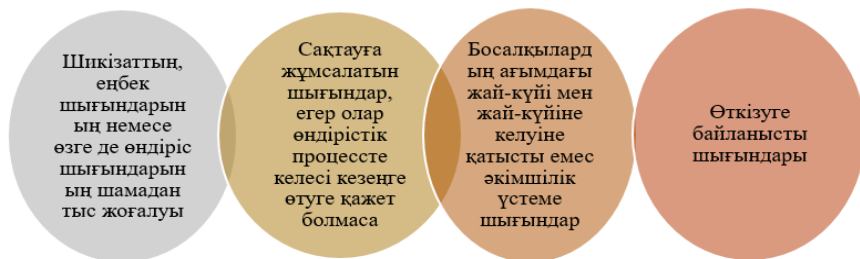 Шикізаттың,
еңбек
шығындарын
ың немесе
өзге де өндіріс
шығындарын
ың шамадан
тыс жоғалуы
Сақтауға
жұмсалатын
шығындар,
егер олар
өндірістік
процессте
келесі кезеңге
өтуге қажет
болмаса
Босалқылард
ың ағымдағы
жай-күйі мен
жай-күйіне
келуіне
қатысты емес
әкімшілік
үстеме
шығындар
Өткізуге
байланысты
шығындары